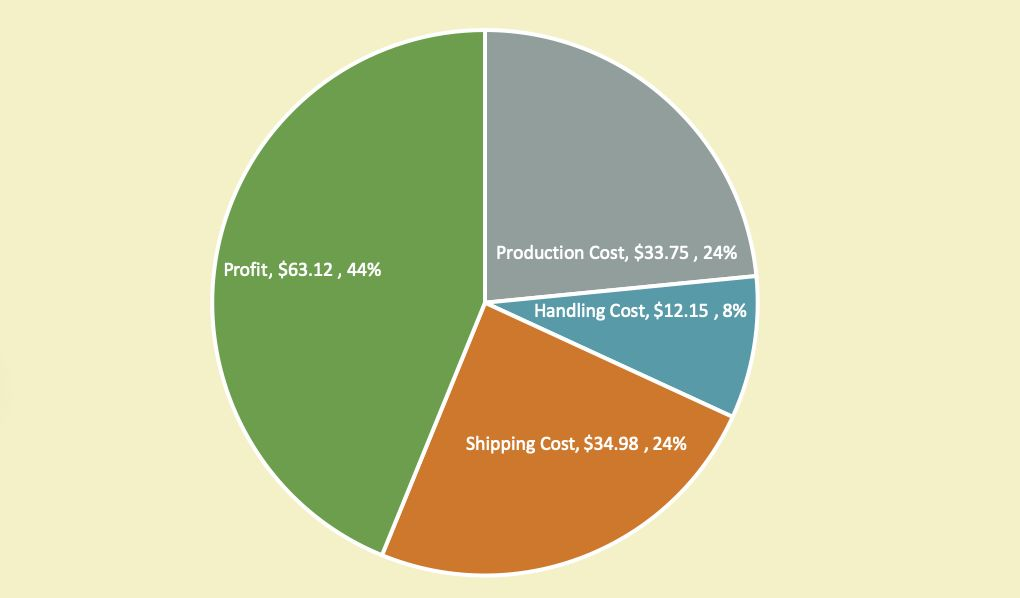 Production Cost, $33.75 , 24%
Profit, $63.12 , 44%
Handling Cost, $12.15 , 8%
Shipping Cost, $34.98 , 24%